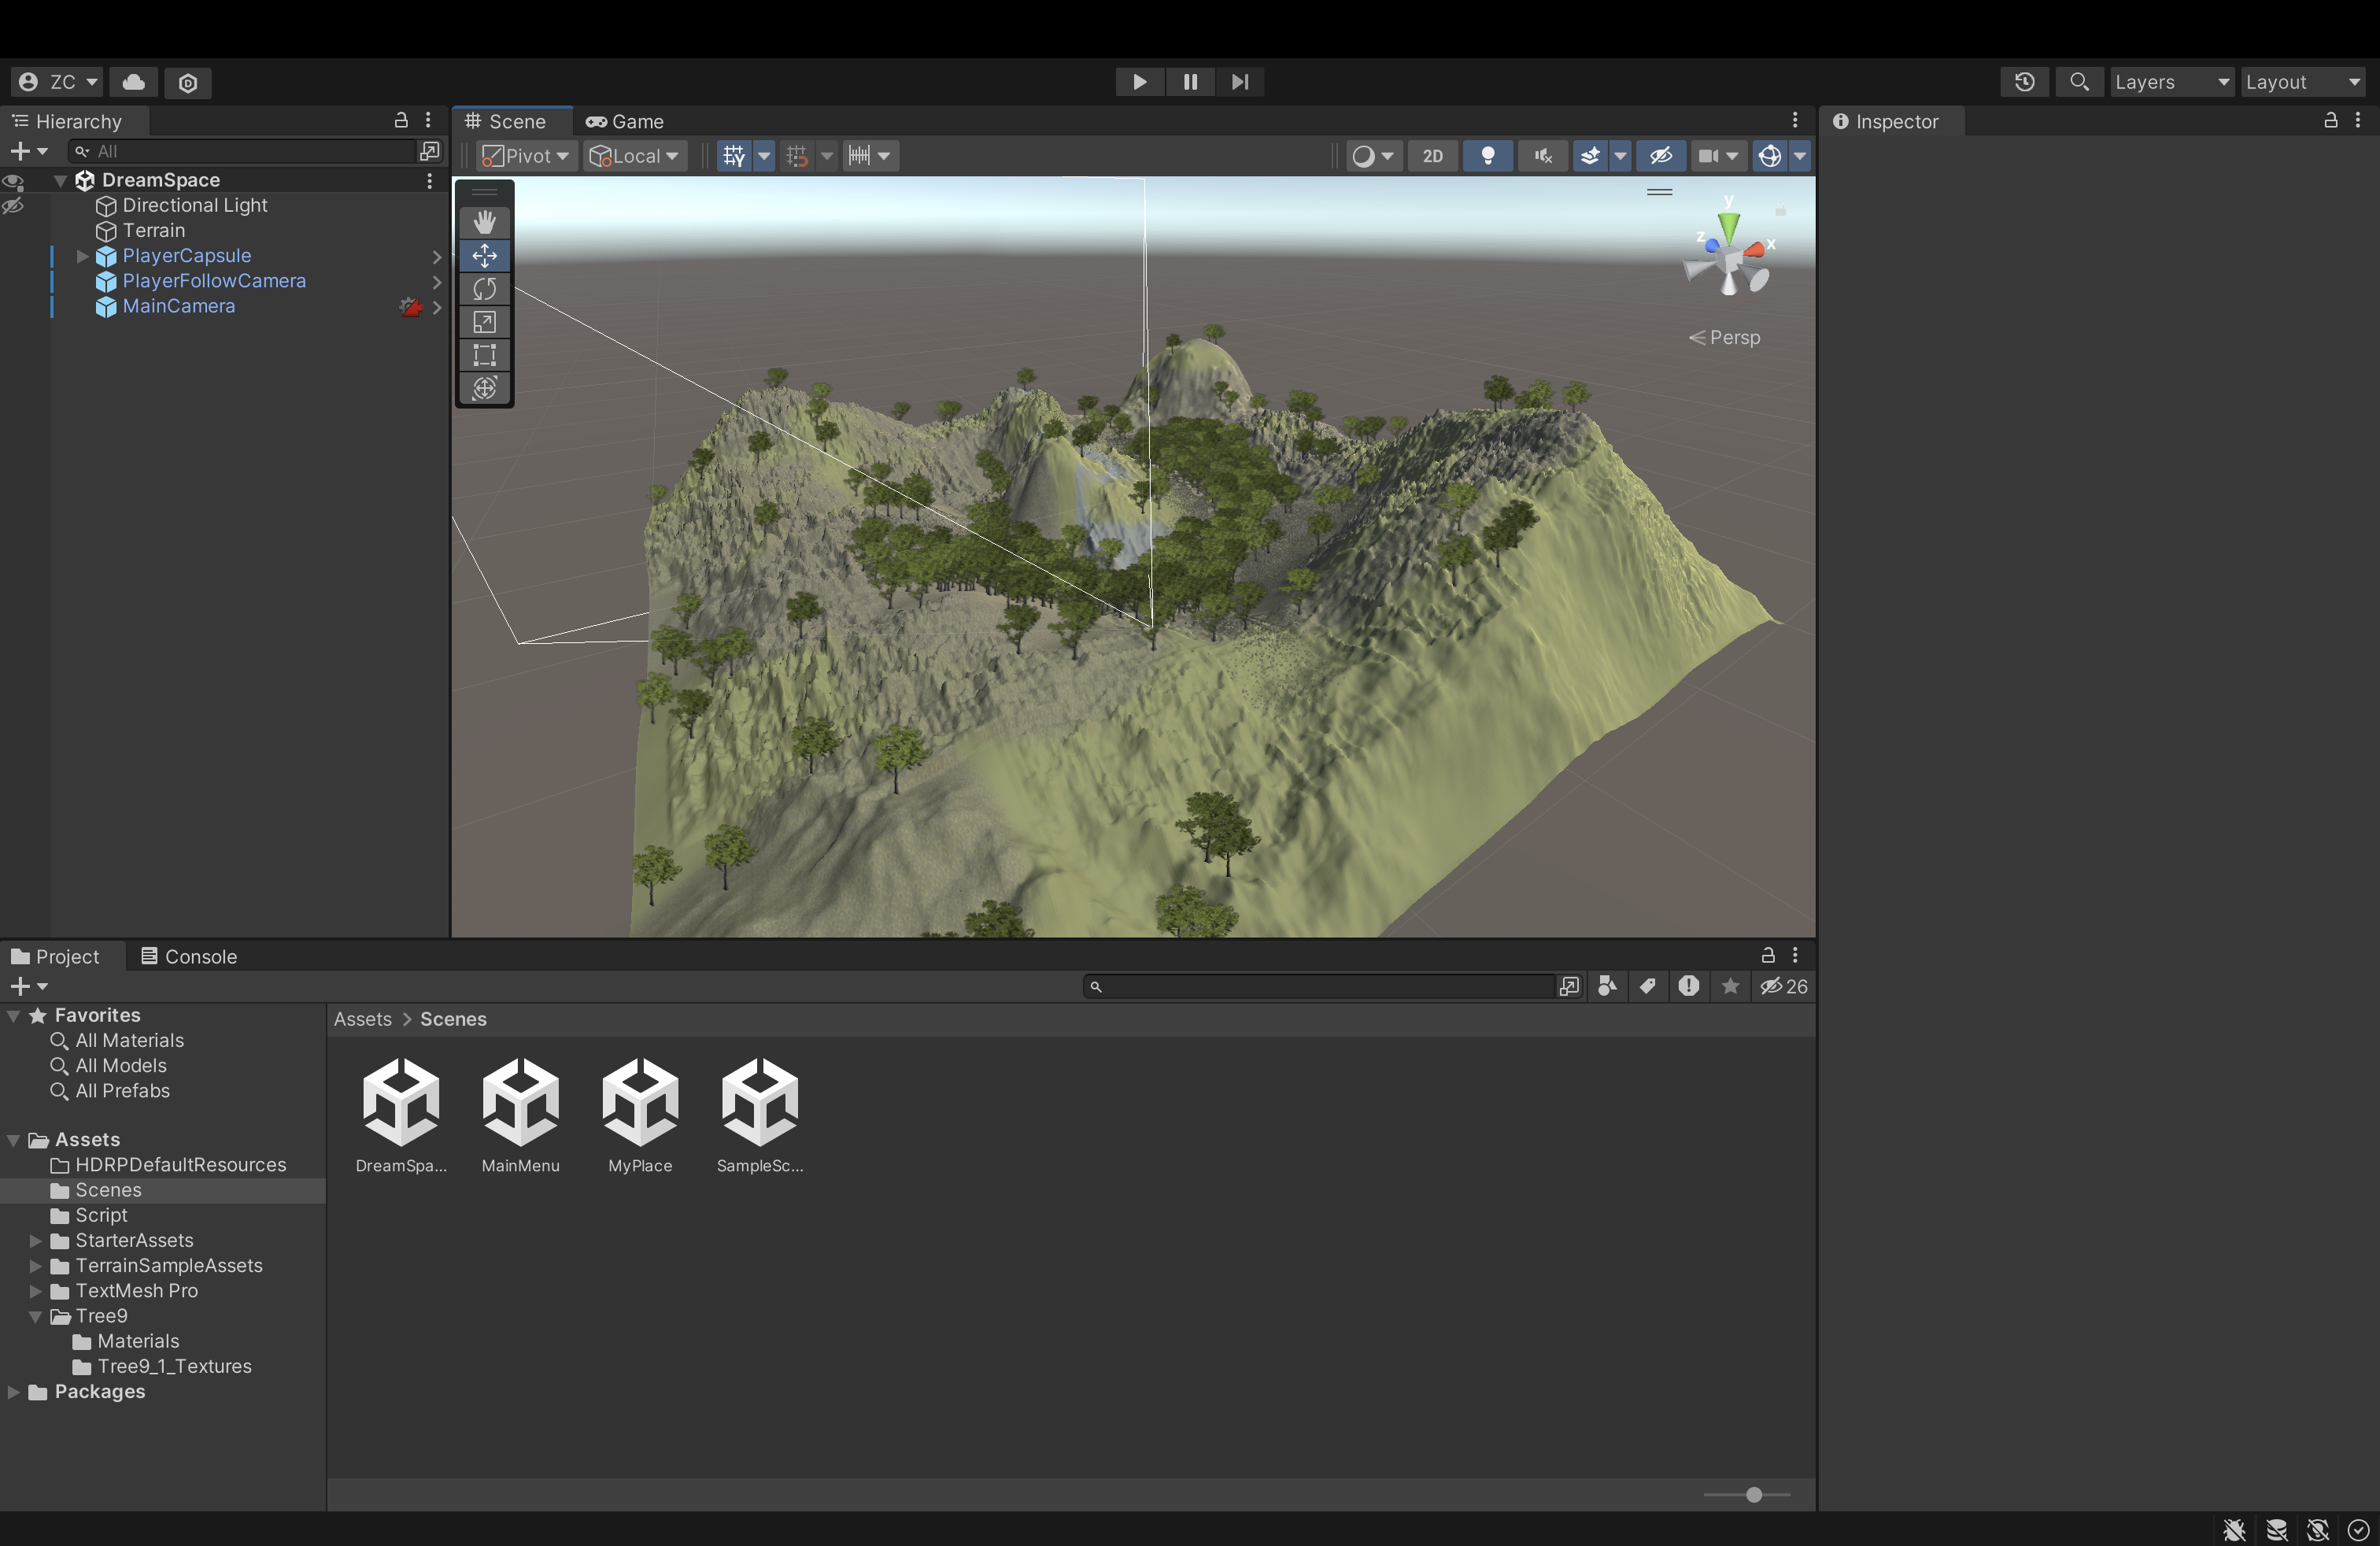 ZC
Layers
Layout
Hierarchy
All
DreamSpace
Directional Light
Terrain
PlayerCapsule
PlayerFollowCamera
MainCamera
Scene
Game
Pivot
Local
2D
y
z
x
Persp
Inspector
Project
Console
26
Favorites
All Materials
All Models
All Prefabs
Assets
HDRPDefaultResources
Scenes
Script
StarterAssets
TerrainSampleAssets
TextMesh Pro
Tree9
Materials
Tree9_1_Textures
Packages
Assets > Scenes
DreamSpa...
MainMenu
MyPlace
SampleSc...